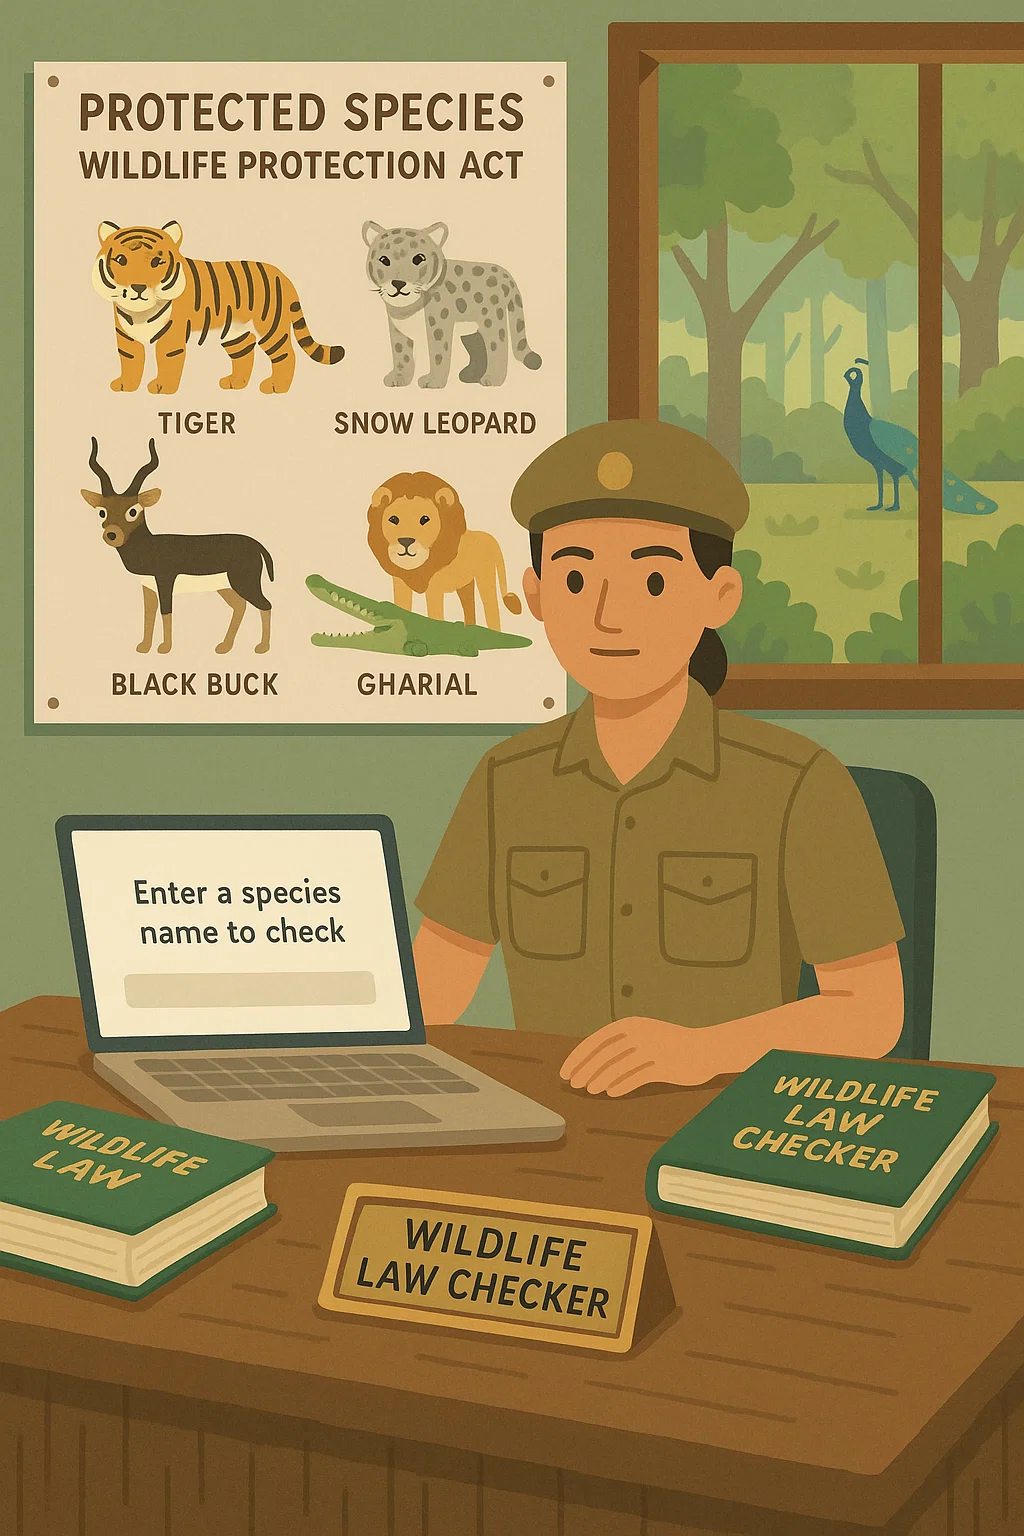 PROTECTED SPECIES
WILDLIFE PROTECTION ACT
TIGER
SNOW LEOPARD
BLACK BUCK
GHARIAL
Enter a species
name to check
WILDLIFE
LAW
WILDLIFE
LAW
CHECKER
WILDLIFE
LAW CHECKER